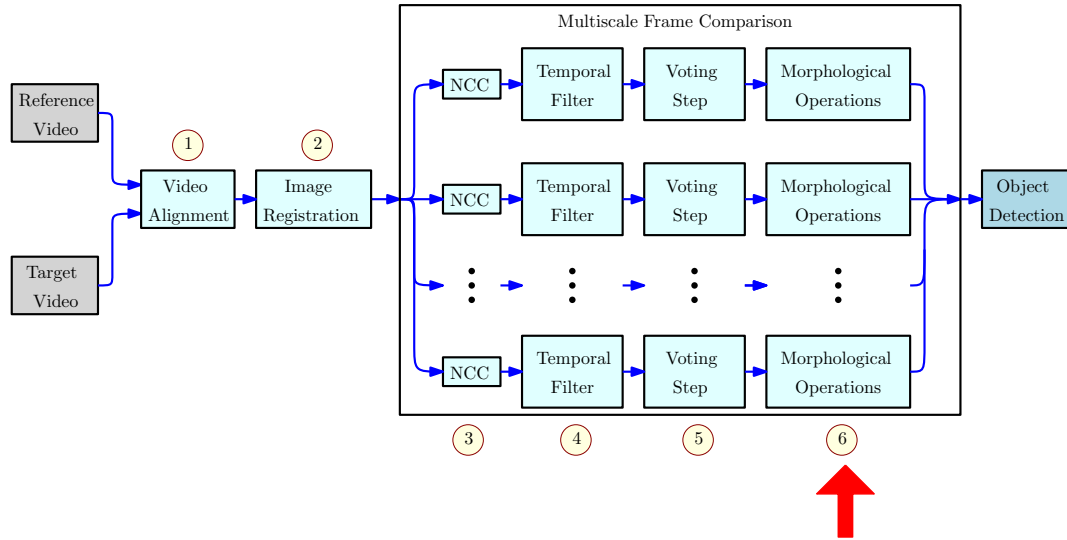 Multiscale Frame Comparison
Reference
Video
Target
Video
1
Video
Alignment
2
Image
Registration
NCC
Temporal
Filter
Voting
Step
Morphological
Operations
NCC
Temporal
Filter
Voting
Step
Morphological
Operations
NCC
Temporal
Filter
Voting
Step
Morphological
Operations
Object
Detection
3
4
5
6